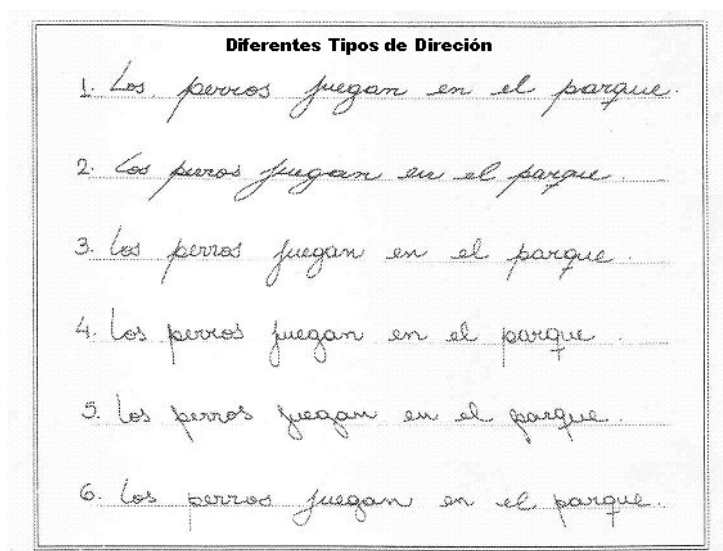 Diferentes Tipos de Direción
1. Los perros juegan en el parque.
2. Los perros juegan en el parque.
3. Los perros juegan en el parque.
4. Los perros juegan en el parque.
5. Los perros juegan en el parque.
6. Los perros juegan en el parque.